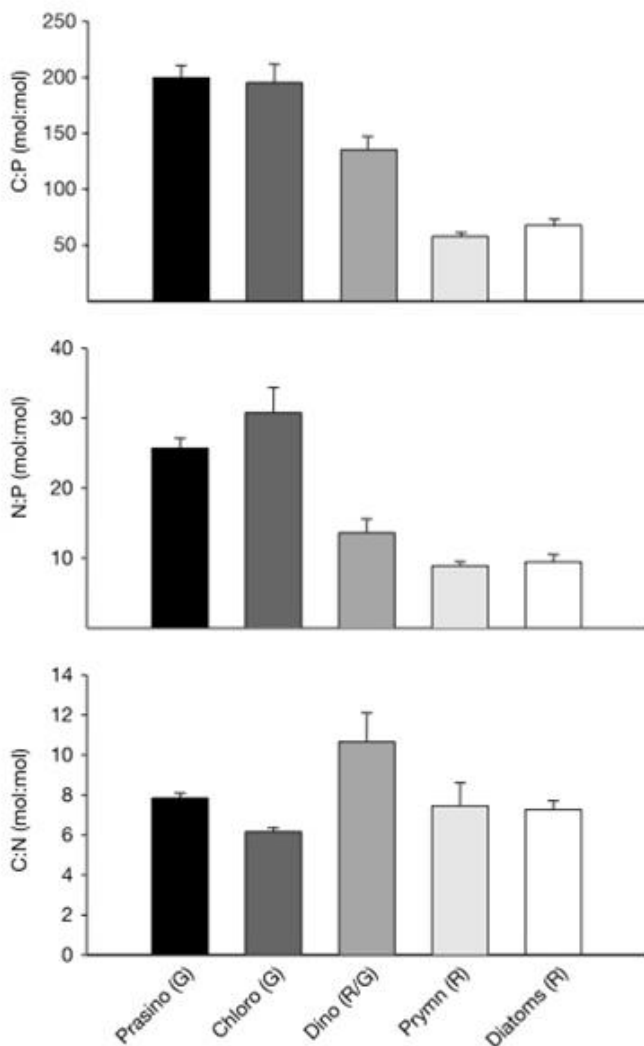 C:P (mol:mol)
250
200
150
100
50
N:P (mol:mol)
40
30
20
10
C:N (mol:mol)
14
12
10
8
6
4
2
0
Prasino (G)
Chloro (G)
Dino (R/G)
Prymn (R)
Diatoms (R)